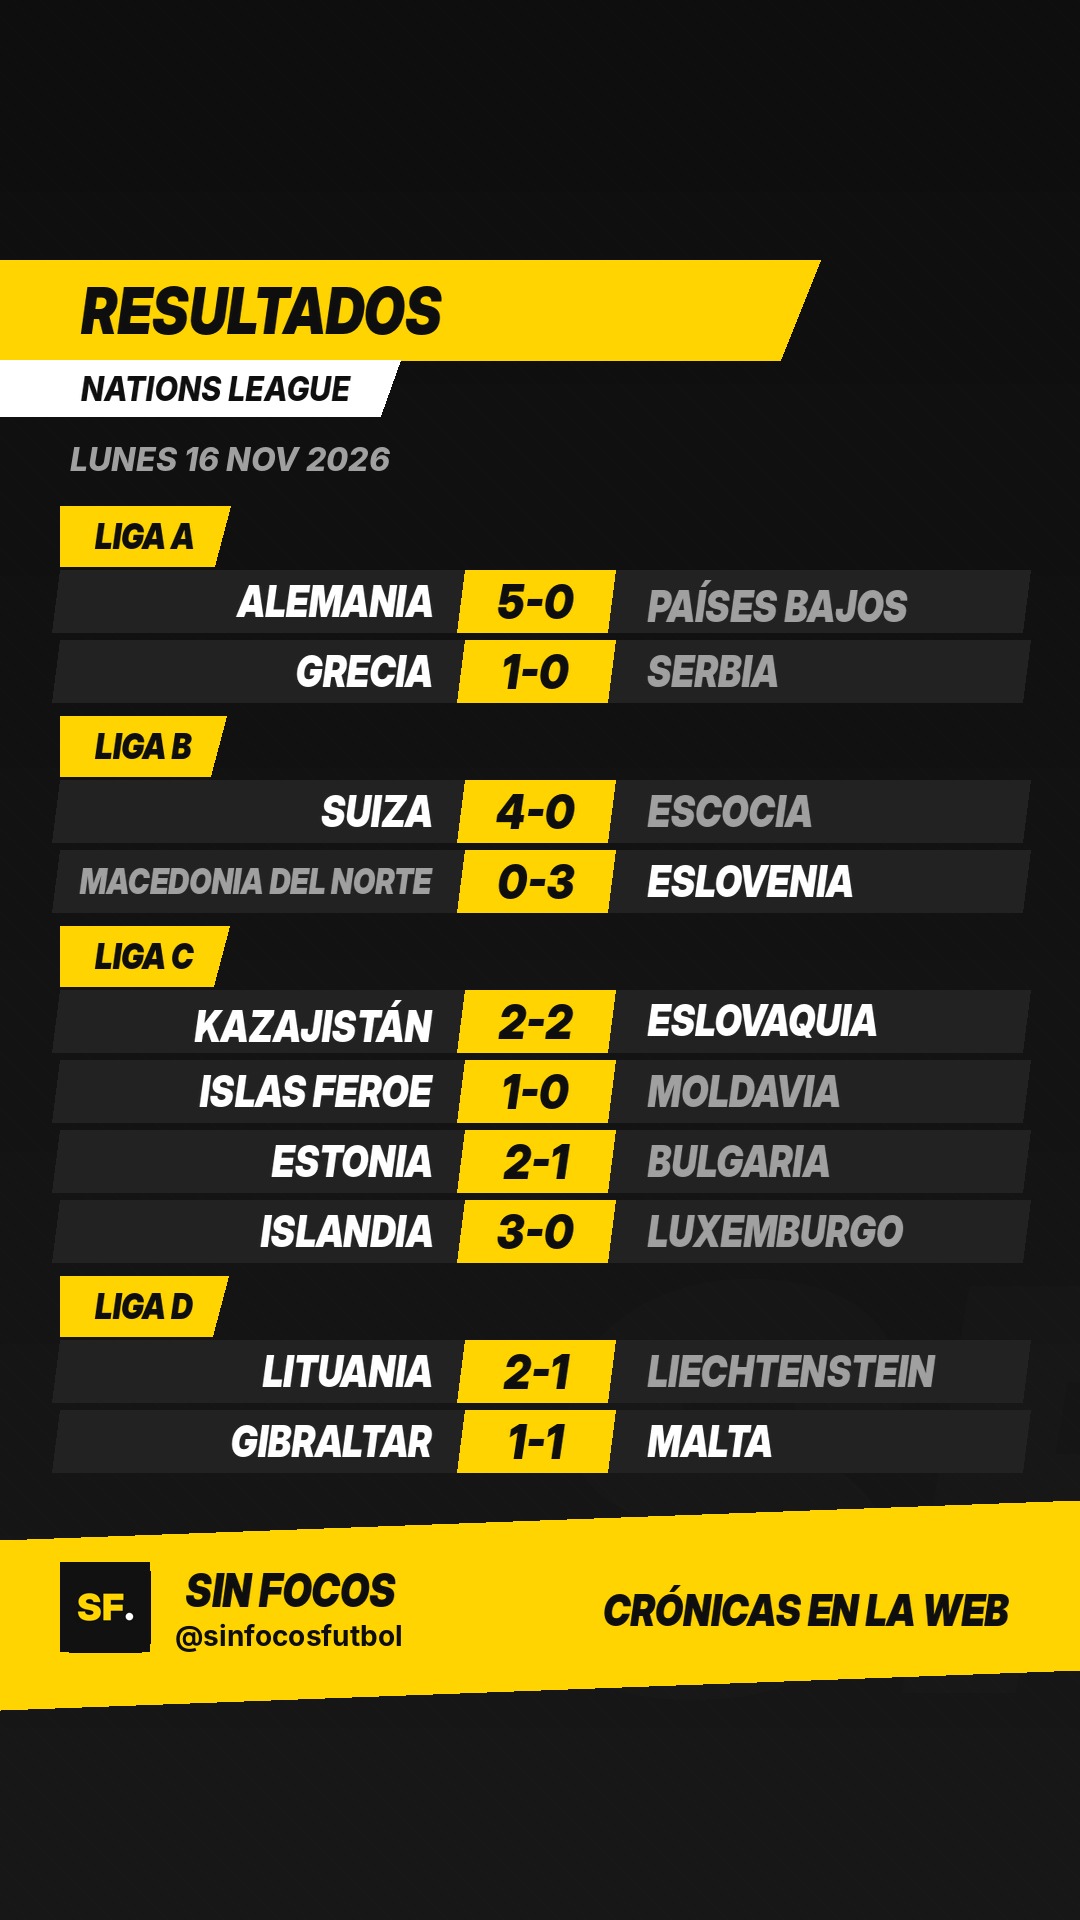 RESULTADOS
NATIONS LEAGUE
LUNES 16 NOV 2026
LIGA A
ALEMANIA 5-0 PAÍSES BAJOS
GRECIA 1-0 SERBIA
LIGA B
SUIZA 4-0 ESCOCIA
MACEDONIA DEL NORTE 0-3 ESLOVENIA
LIGA C
KAZAJISTÁN 2-2 ESLOVAQUIA
ISLAS FEROE 1-0 MOLDAVIA
ESTONIA 2-1 BULGARIA
ISLANDIA 3-0 LUXEMBURGO
LIGA D
LITUANIA 2-1 LIECHTENSTEIN
GIBRALTAR 1-1 MALTA
SF.
SIN FOCOS
@sinfocosfutbol
CRÓNICAS EN LA WEB